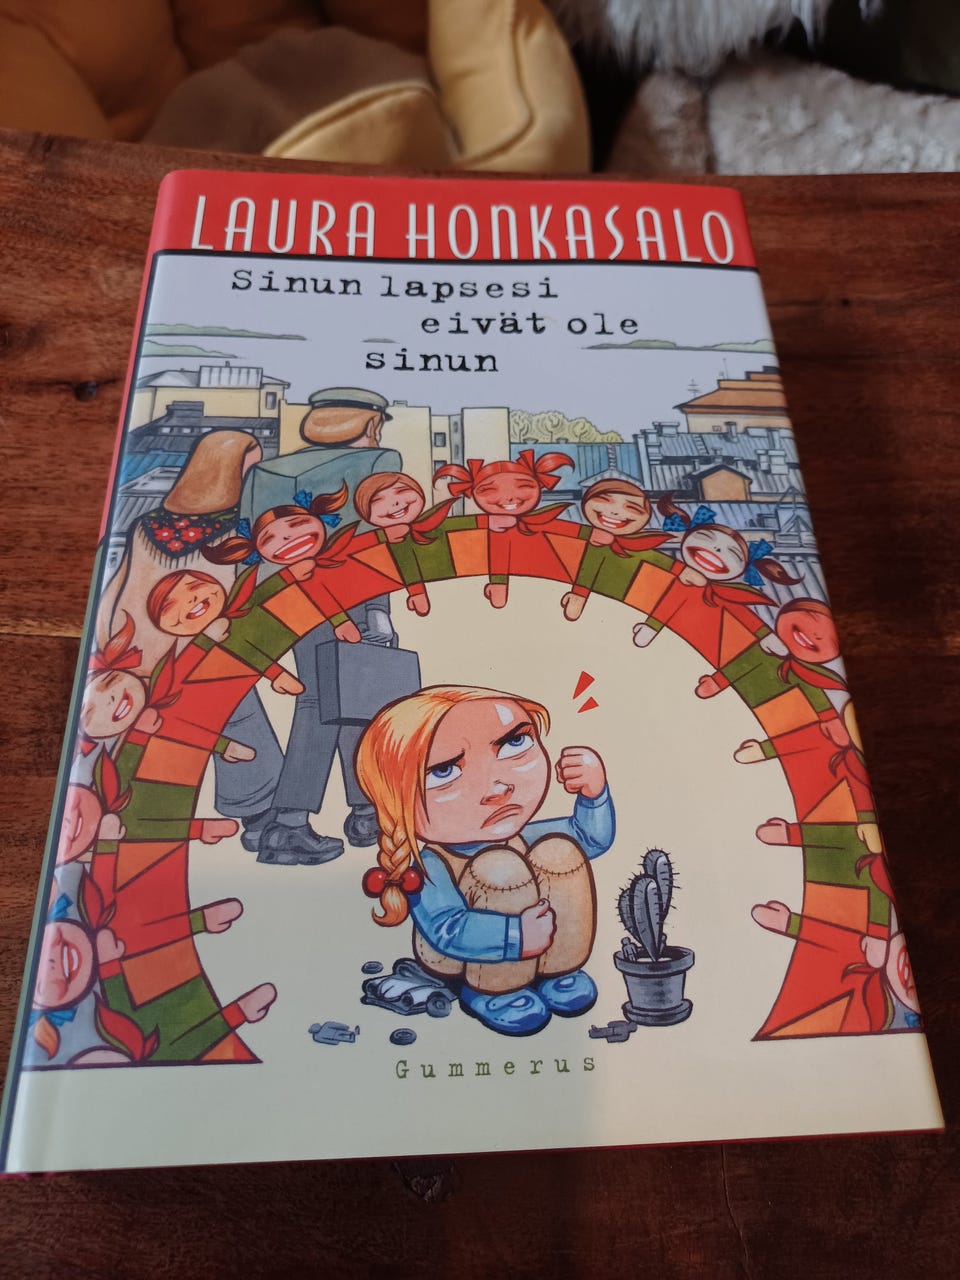 LAURA HONKASALO
Sinun lapsesi
eivät ole
sinun
Gummerus